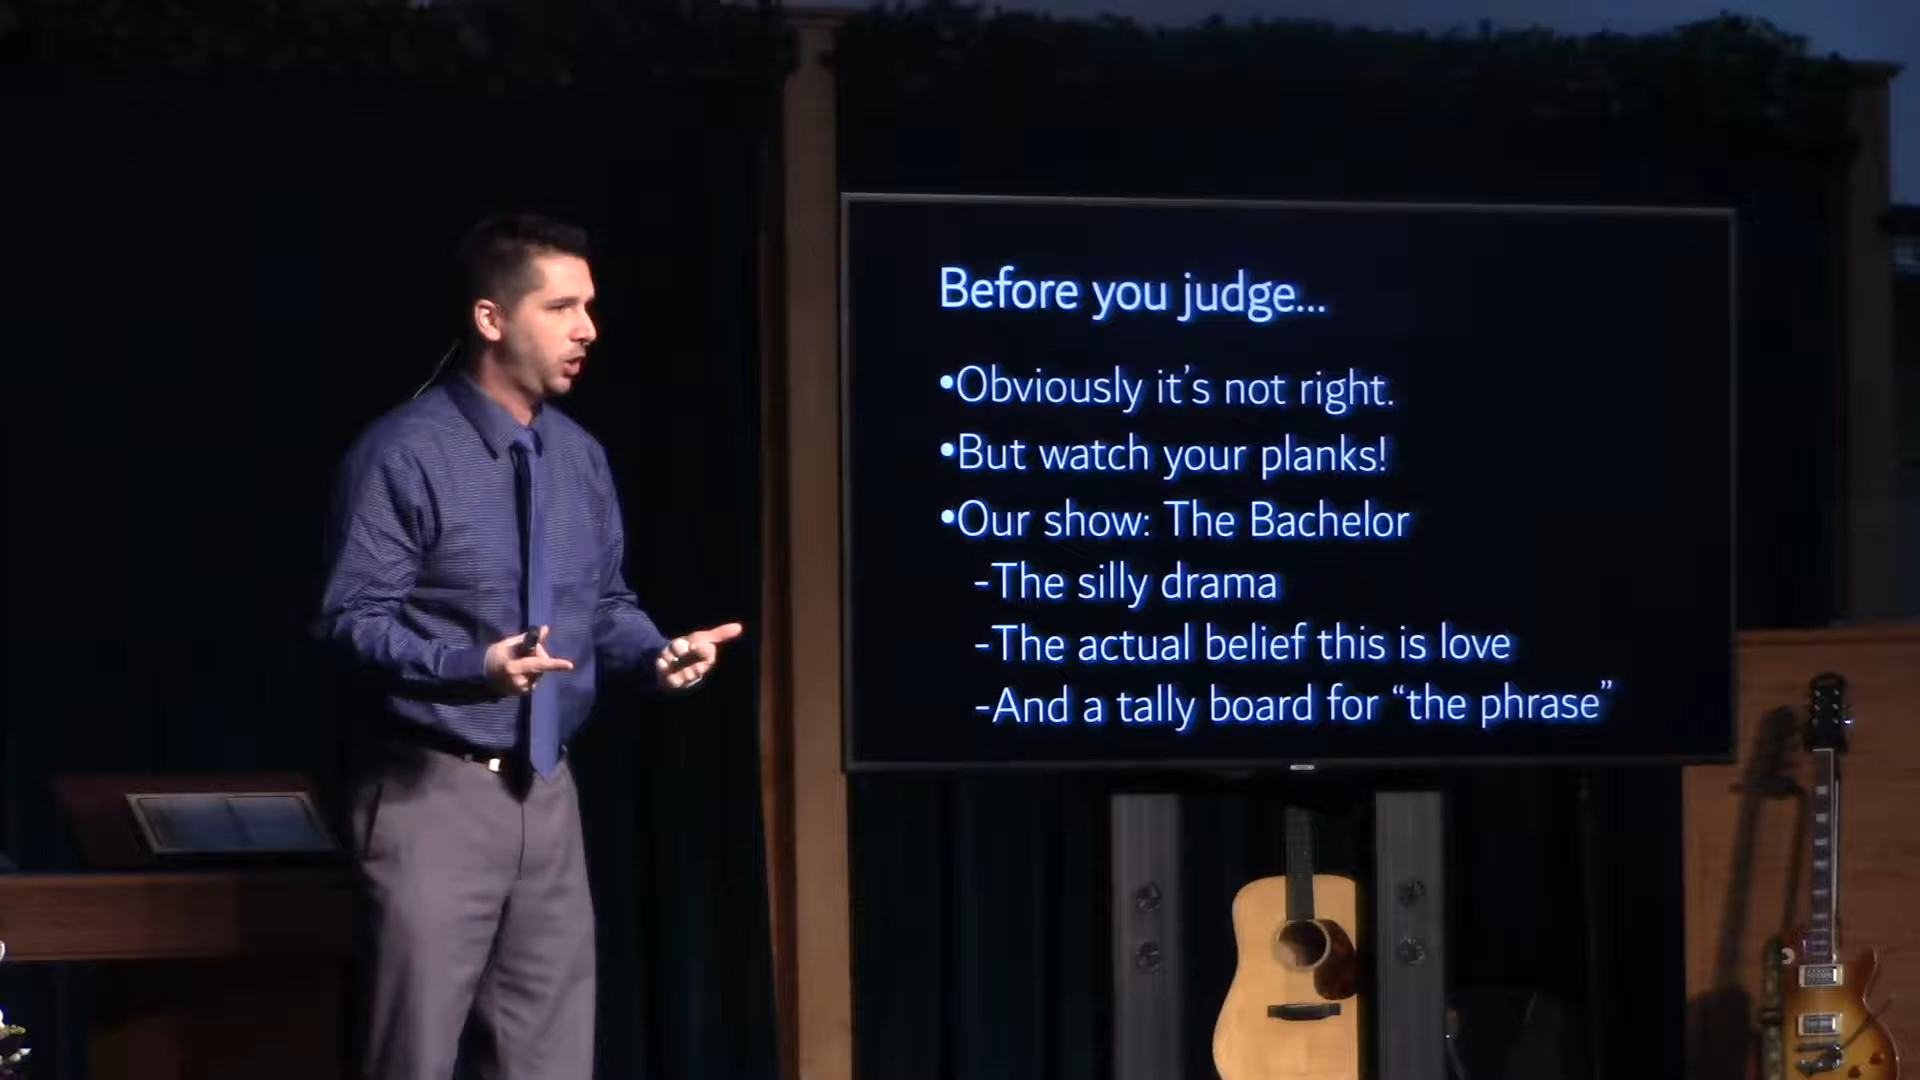 Before you judge...
•Obviously it's not right.
•But watch your planks!
•Our show: The Bachelor
-The silly drama
-The actual belief this is love
-And a tally board for “the phrase”